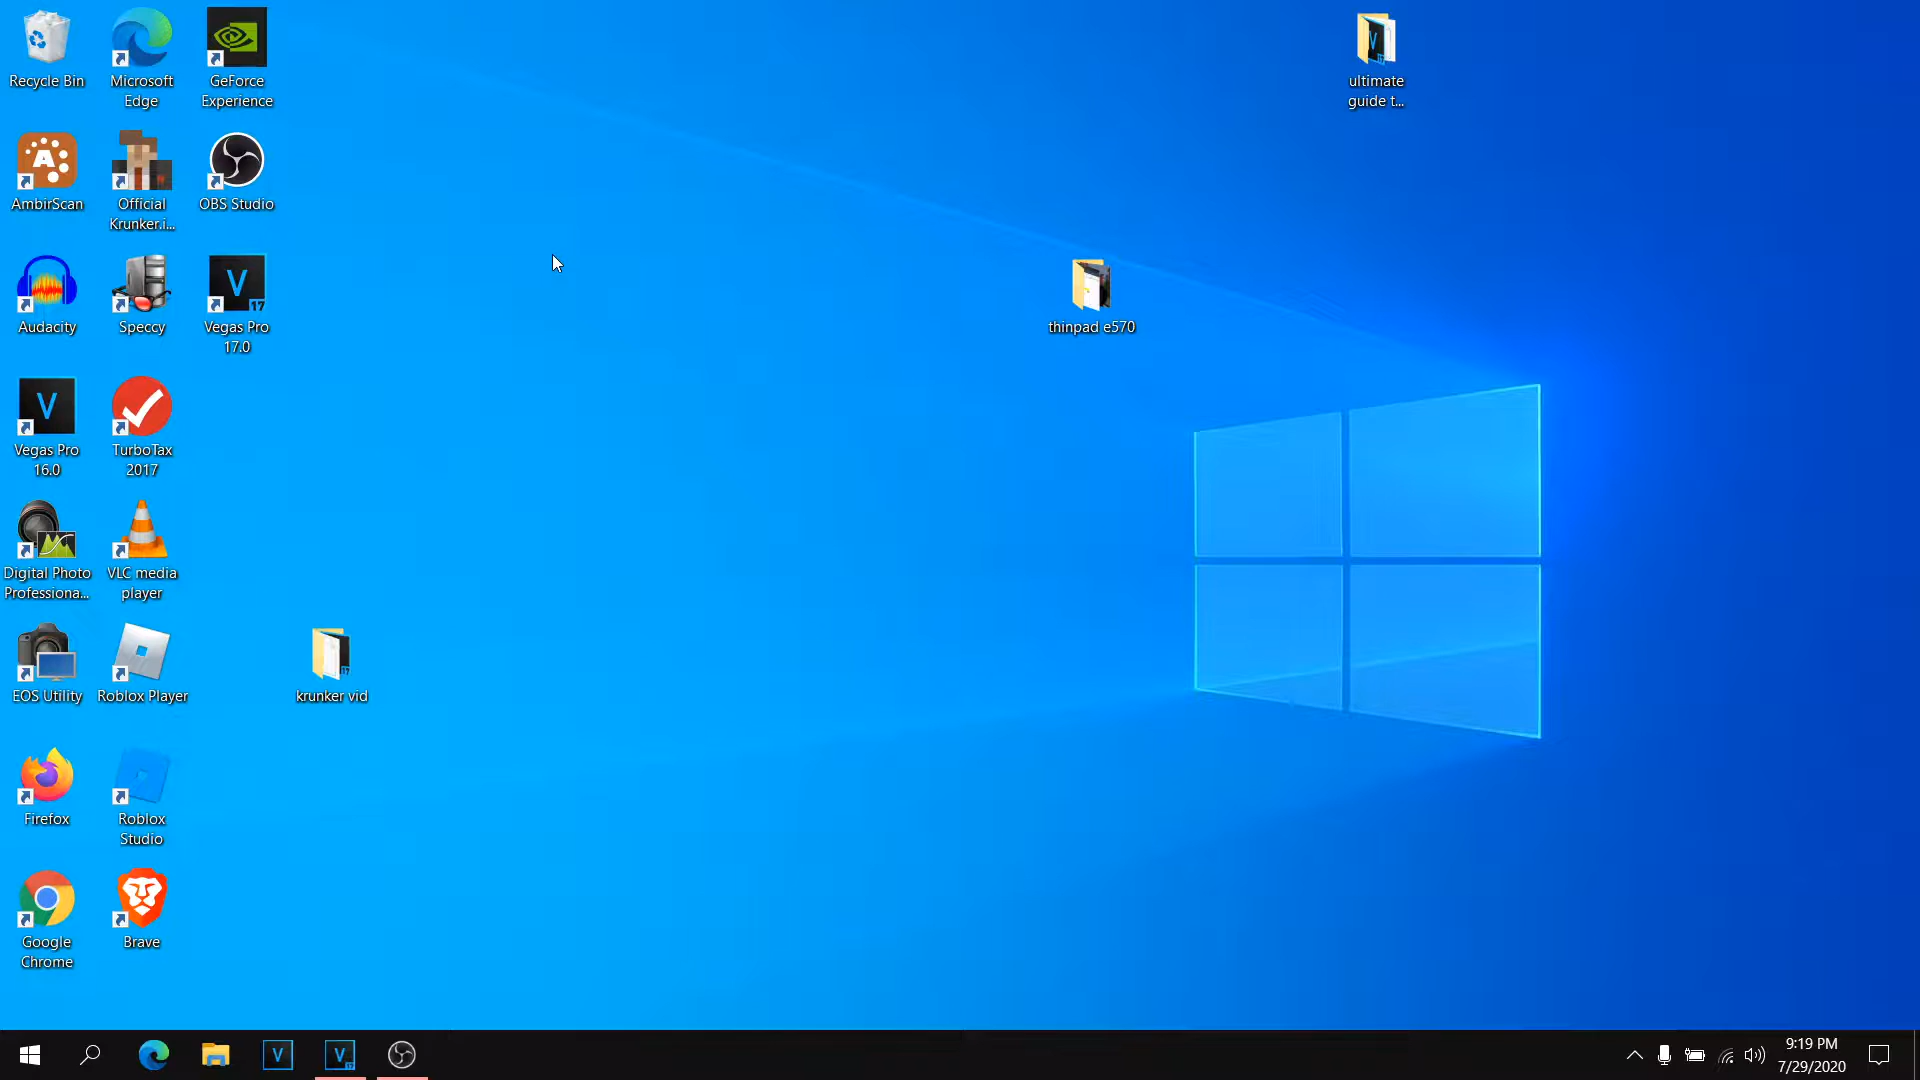 Recycle Bin
Microsoft
Edge
GeForce
Experience
ultimate
guide t...
AmbirScan
Official
Krunker.i...
OBS Studio
Audacity
Speccy
Vegas Pro
17.0
thinpad e570
Vegas Pro
16.0
TurboTax
2017
Digital Photo
Professiona...
VLC media
player
EOS Utility
Roblox Player
krunker vid
Firefox
Roblox
Studio
Google
Chrome
Brave
9:19 PM
7/29/2020